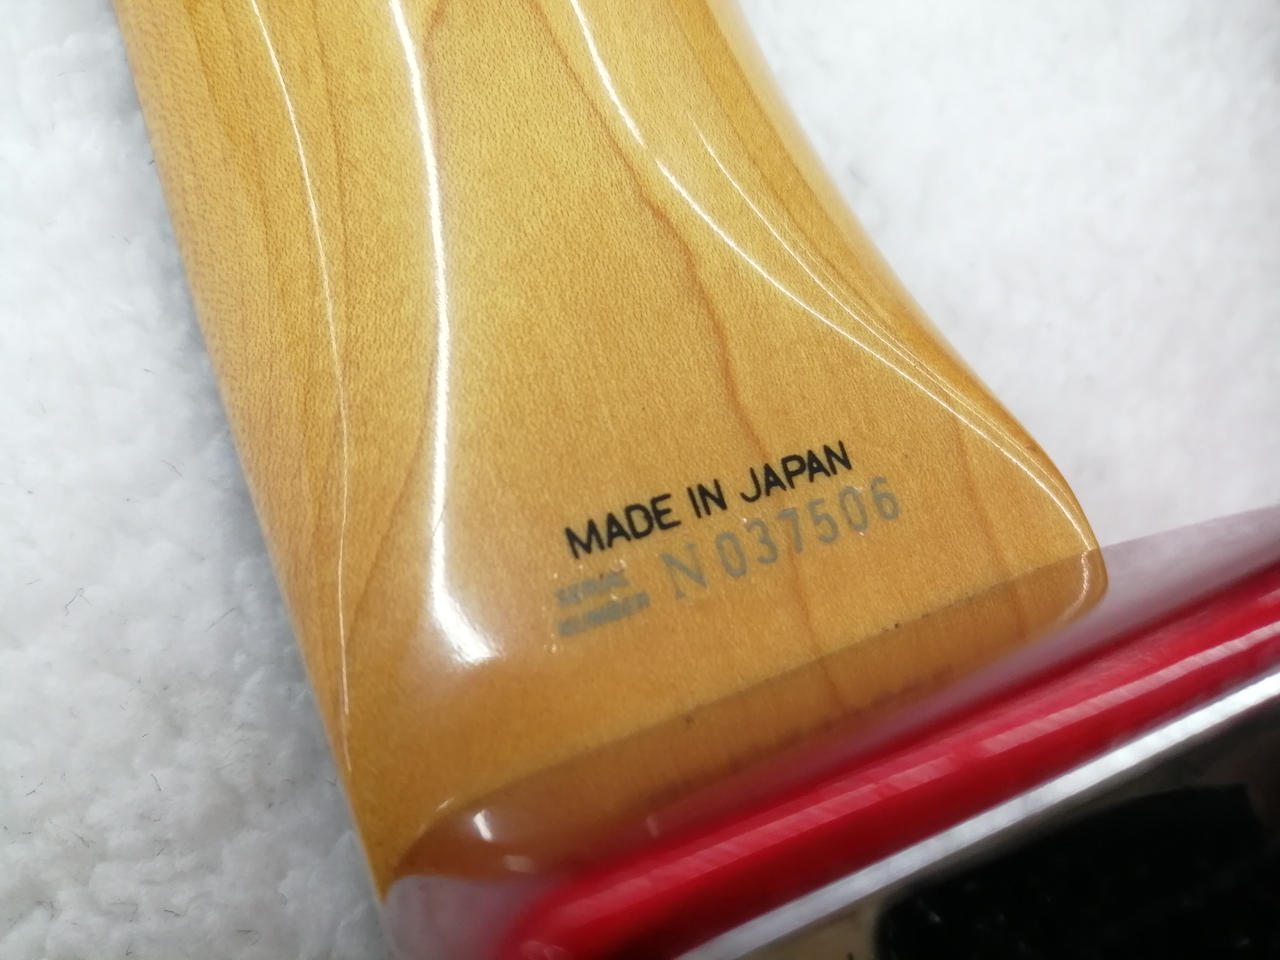 MADE IN JAPAN
SERIAL
NUMBER
N037506